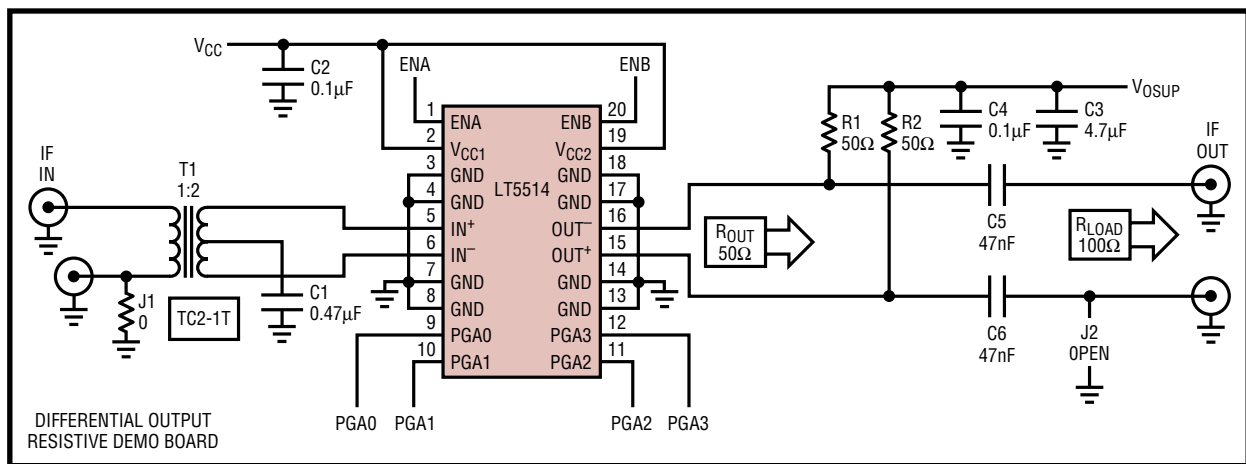 VCC
C2
0.1µF
ENA
ENB
1
ENA
ENB
20
2
VCC1
VCC2
19
3
GND
GND
18
4
GND
LT5514
GND
17
5
IN+
OUT–
16
6
IN–
OUT+
15
7
GND
GND
14
8
GND
GND
13
9
PGA0
PGA3
12
10
PGA1
PGA2
11
IF
IN
T1
1:2
J1
0
TC2-1T
C1
0.47µF
PGA0
PGA1
PGA2
PGA3
R1
50Ω
R2
50Ω
C4
0.1µF
C3
4.7µF
VOSUP
IF
OUT
ROUT
50Ω
C5
47nF
RLOAD
100Ω
C6
47nF
J2
OPEN
DIFFERENTIAL OUTPUT
RESISTIVE DEMO BOARD